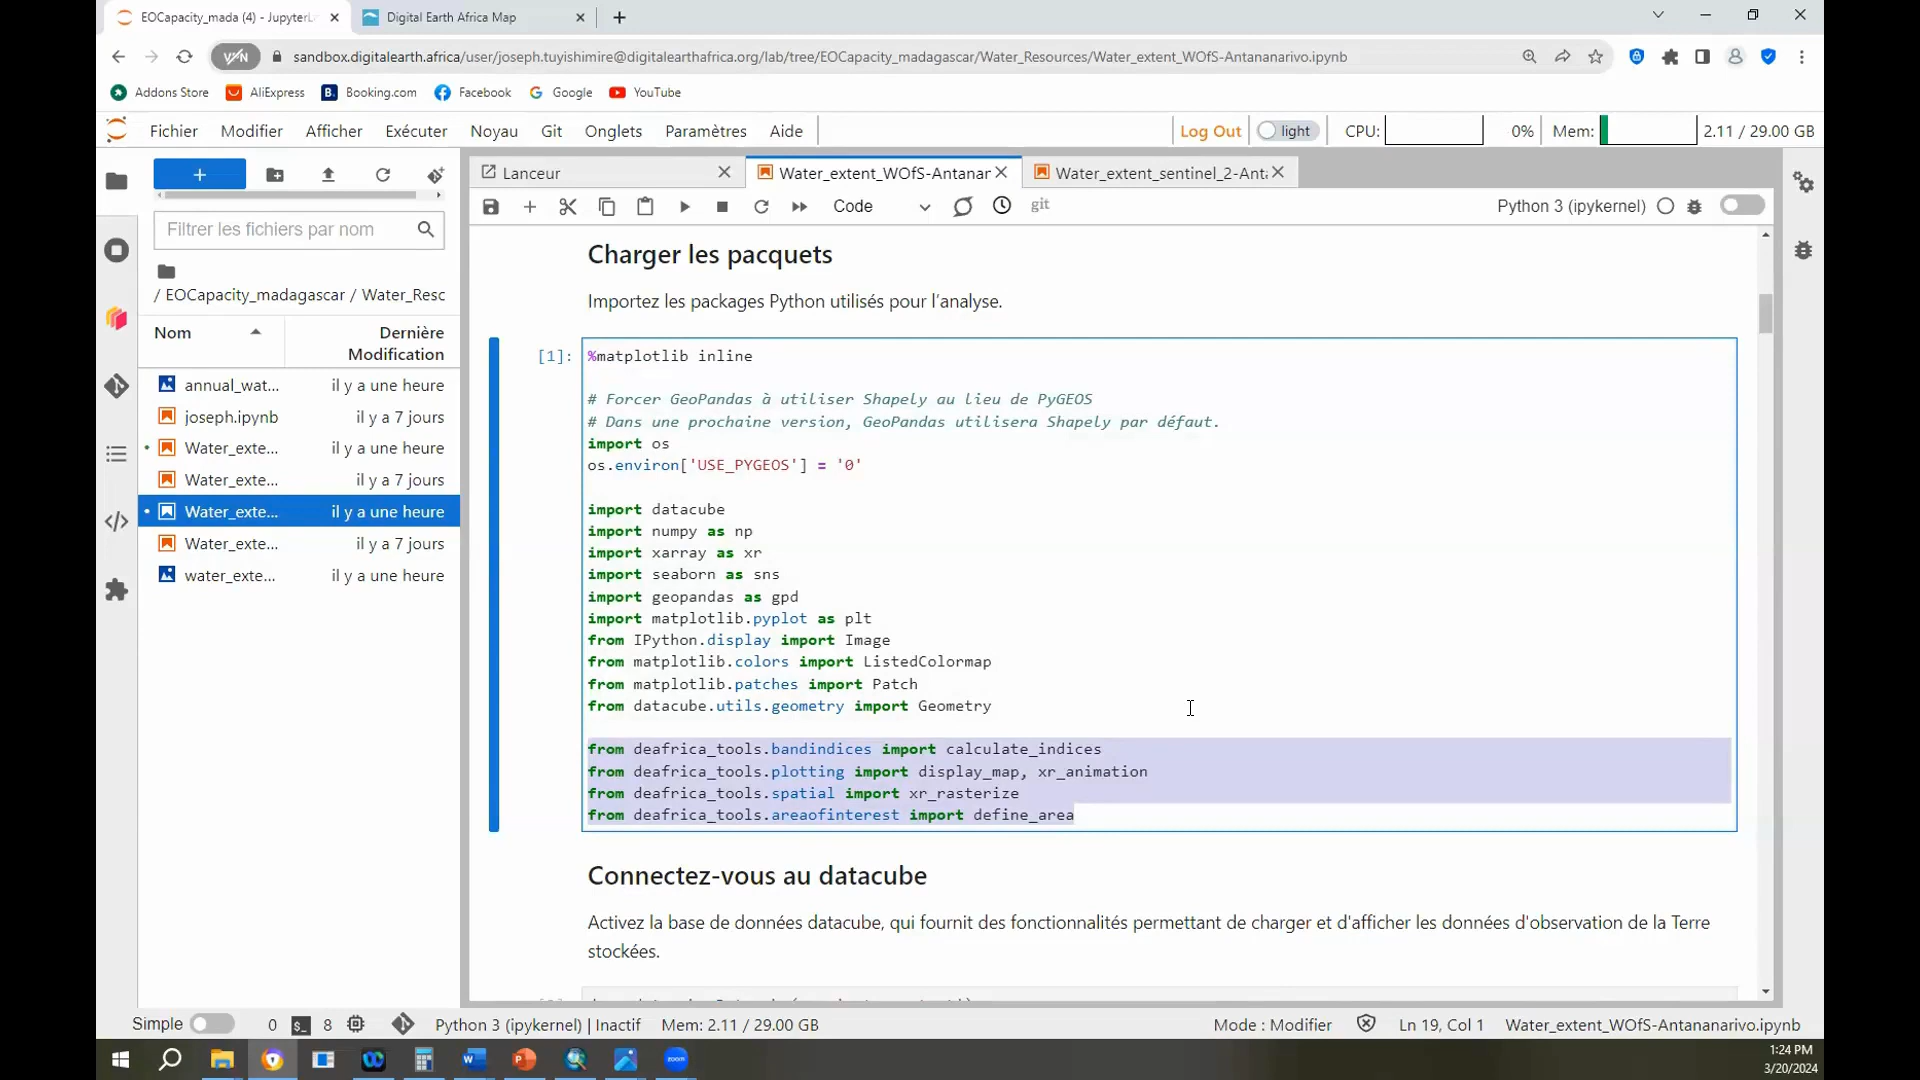 EOCapacity_mada (4) - JupyterL
Digital Earth Africa Map
VPN
sandbox.digitalearth.africa/user/joseph.tuyishimire@digitalearthafrica.org/lab/tree/EOCapacity_madagascar/Water_Resources/Water_extent_WOfS-Antananarivo.ipynb
Addons Store
AliExpress
Booking.com
Facebook
Google
YouTube
Fichier
Modifier
Afficher
Exécuter
Noyau
Git
Onglets
Paramètres
Aide
Log Out
light
CPU:
0%
Mem:
2.11 / 29.00 GB
Lanceur
Water_extent_WOfS-Antanar
Water_extent_sentinel_2-Ant
Code
git
Python 3 (ipykernel)
Filtrer les fichiers par nom
/ EOCapacity_madagascar / Water_Resc
Nom
Dernière
Modification
annual_wat... il y a une heure
joseph.ipynb il y a 7 jours
Water_exte... il y a une heure
Water_exte... il y a 7 jours
Water_exte... il y a une heure
Water_exte... il y a 7 jours
water_exte... il y a une heure
Charger les pacquets
Importez les packages Python utilisés pour l'analyse.
[1]:
%matplotlib inline
# Forcer GeoPandas à utiliser Shapely au lieu de PyGEOS
# Dans une prochaine version, GeoPandas utilisera Shapely par défaut.
import os
os.environ['USE_PYGEOS'] = '0'
import datacube
import numpy as np
import xarray as xr
import seaborn as sns
import geopandas as gpd
import matplotlib.pyplot as plt
from IPython.display import Image
from matplotlib.colors import ListedColormap
from matplotlib.patches import Patch
from datacube.utils.geometry import Geometry
from deafrica_tools.bandindices import calculate_indices
from deafrica_tools.plotting import display_map, xr_animation
from deafrica_tools.spatial import xr_rasterize
from deafrica_tools.areaofinterest import define_area
Connectez-vous au datacube
Activez la base de données datacube, qui fournit des fonctionnalités permettant de charger et d'afficher les données d'observation de la Terre
stockées.
Simple
0
8
Python 3 (ipykernel) | Inactif
Mem: 2.11 / 29.00 GB
Mode : Modifier
Ln 19, Col 1
Water_extent_WOfS-Antananarivo.ipynb
zoom
1:24 PM
3/20/2024